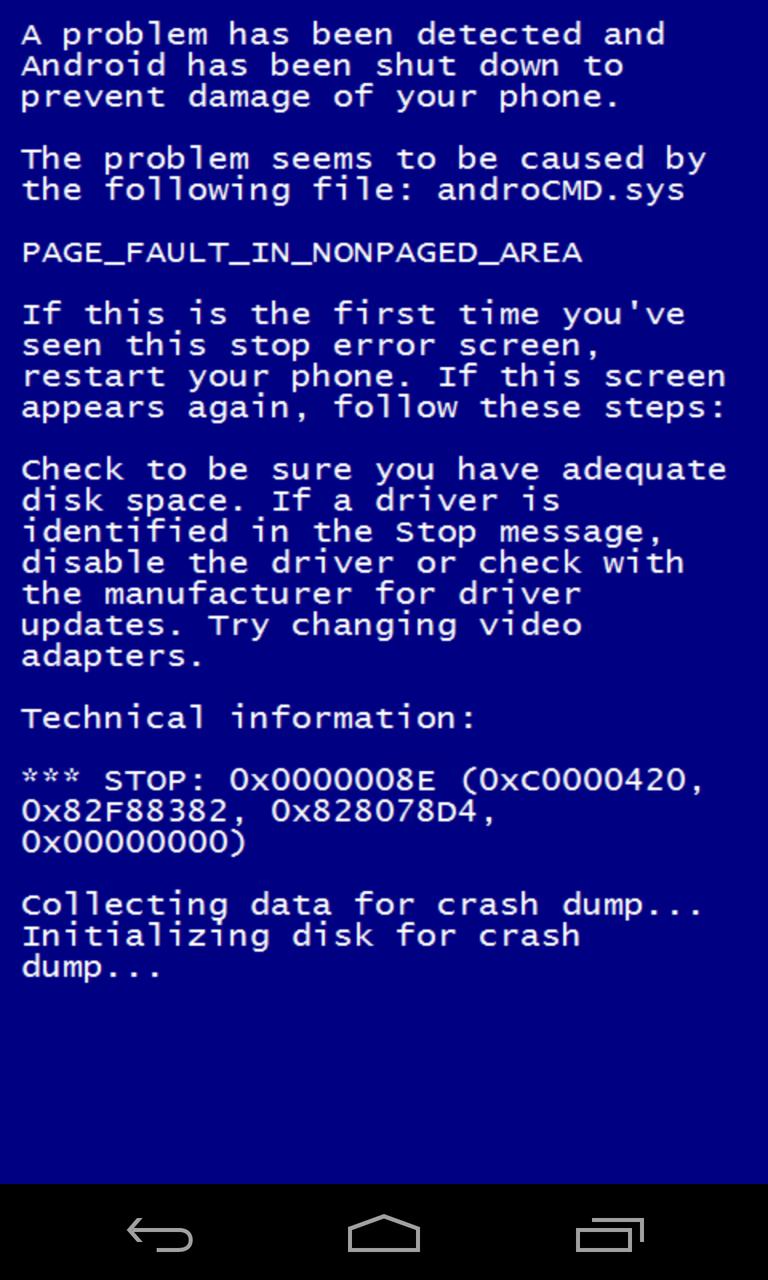 A problem has been detected and
Android has been shut down to
prevent damage of your phone.
The problem seems to be caused by
the following file: androCMD.sys
PAGE_FAULT_IN_NONPAGED_AREA
If this is the first time you've
seen this stop error screen,
restart your phone. If this screen
appears again, follow these steps:
Check to be sure you have adequate
disk space. If a driver is
identified in the Stop message,
disable the driver or check with
the manufacturer for driver
updates. Try changing video
adapters.
Technical information:
*** STOP: 0x0000008E (0xC0000420,
0x82F88382, 0x828078D4,
0x00000000)
Collecting data for crash dump...
Initializing disk for crash
dump...